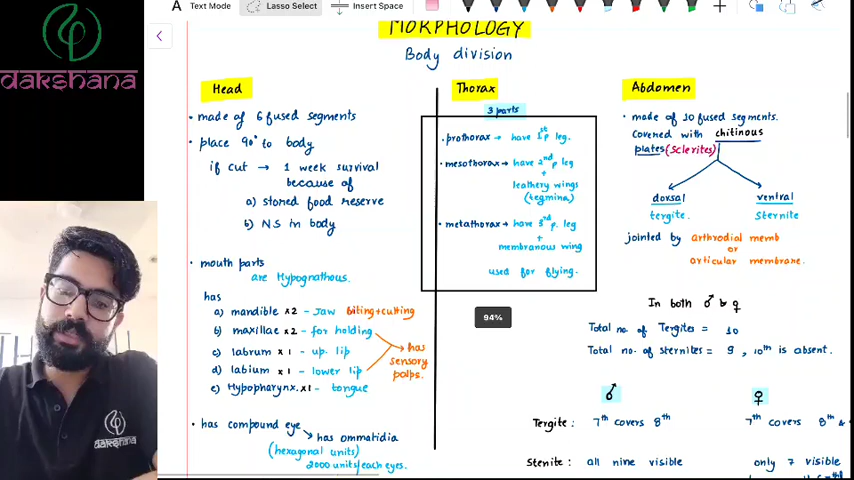 Text Mode
Lasso Select
Insert Space
dakshana
MORPHOLOGY
Body division
Head
• made of 6 fused segments
• place 90° to body
if cut → 1 week survival
because of
a) stored food reserve
b) NS in body
• mouth parts
are Hypognathous.
has
a) mandible x2 - Jaw biting+cutting
b) maxillae x2 - for holding
c) labrum x1 - up. lip
d) labium x1 - lower lip
e) Hypopharynx. x1 - tongue
→ has
sensory
palps.
• has compound eye
→ has ommatidia
(hexagonal units)
2000 units/each eyes.
Thorax
3 parts
• prothorax → have 1st p leg.
• mesothorax → have 2nd p leg
+
leathery wings
(tegmina)
• metathorax → have 3rd p. leg
+
membranous wing
used for flying.
94%
Abdomen
• made of 10 fused segments.
covered with chitinous
plates (sclerites)
dorsal
tergite.
ventral
sternite
jointed by arthrodial memb
or
articular membrane.
In both ♂ & ♀
Total no. of Tergites = 10
Total no. of sternites = 9, 10th is absent.
♂
♀
Tergite: 7th covers 8th
7th covers 8th &
Stenite: all nine visible
only 7 visible
dakshana